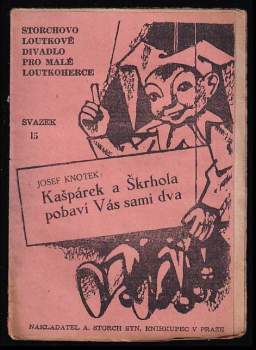 STORCHOVO
LOUTKOVÉ
DIVADLO
PRO MALÉ
LOUTKOHERCE
SVAZEK
15
JOSEF KNOTEK:
Kašpárek a Škrhola
pobaví Vás sami dva
NAKLADATEL A. STORCH SYN, KNIHKUPEC V PRAZE